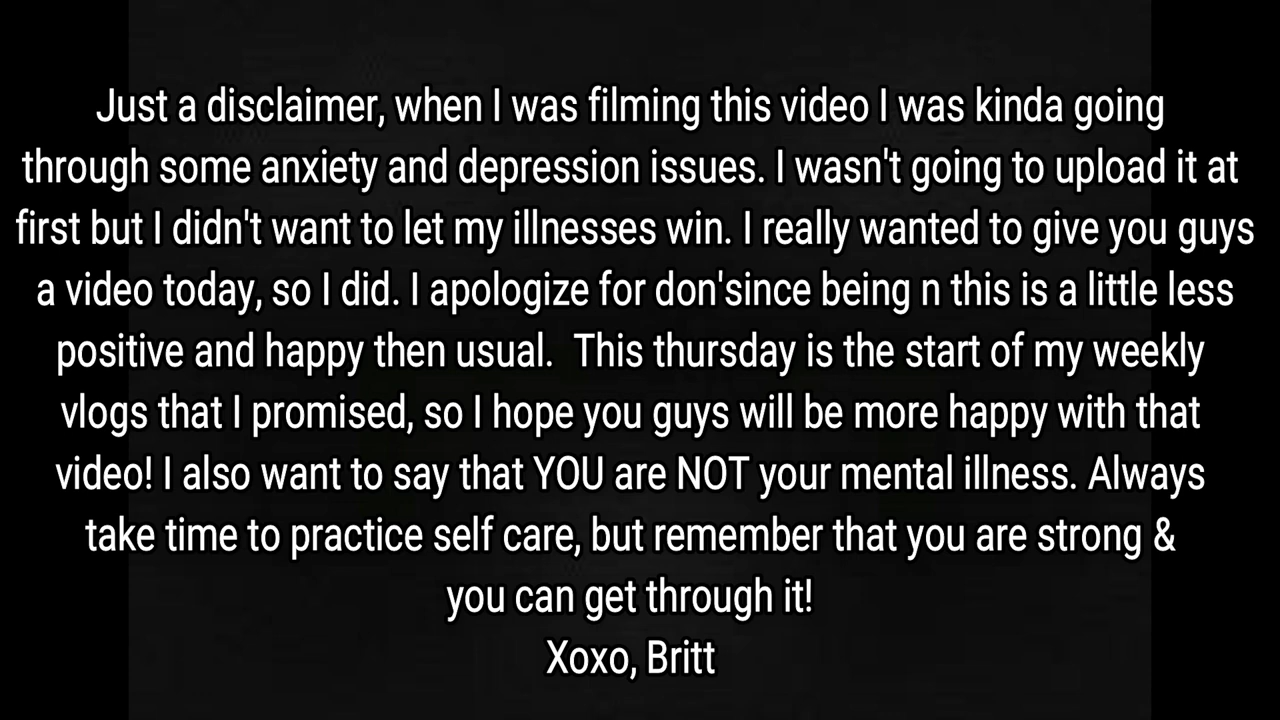 Just a disclaimer, when I was filming this video I was kinda going
through some anxiety and depression issues. I wasn't going to upload it at
first but I didn't want to let my illnesses win. I really wanted to give you guys
a video today, so I did. I apologize for don'since being n this is a little less
positive and happy then usual.  This thursday is the start of my weekly
vlogs that I promised, so I hope you guys will be more happy with that
video! I also want to say that YOU are NOT your mental illness. Always
take time to practice self care, but remember that you are strong &
you can get through it!
Xoxo, Britt